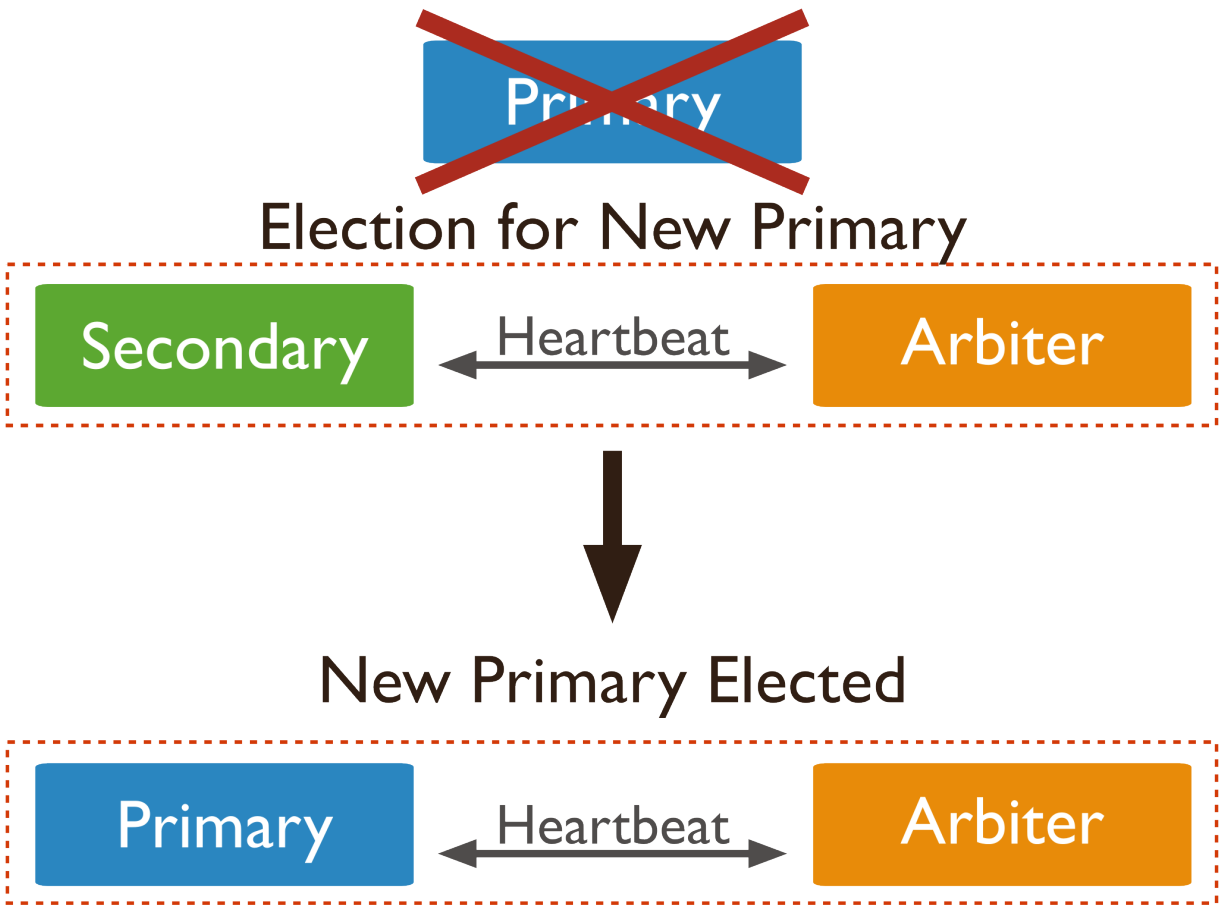 Primary
Election for New Primary
Secondary
Heartbeat
Arbiter
New Primary Elected
Primary
Heartbeat
Arbiter